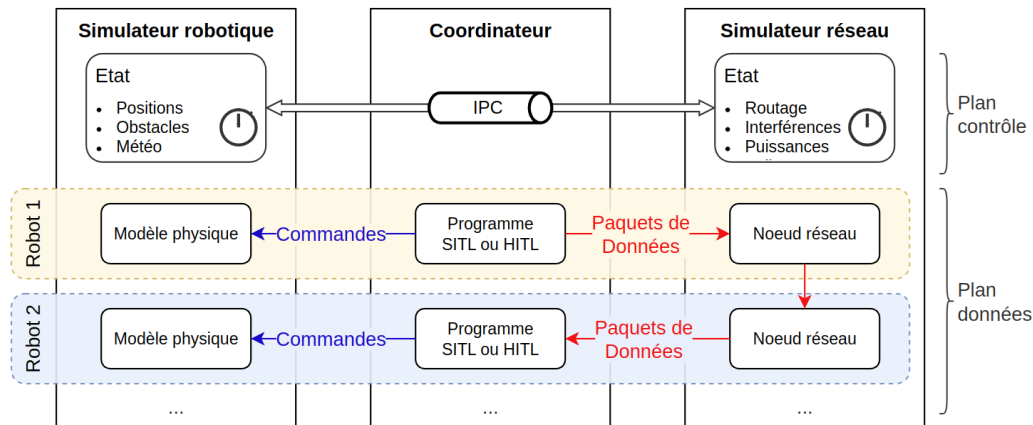 Simulateur robotique
Coordinateur
Simulateur réseau
Etat
• Positions
• Obstacles
• Météo
IPC
Etat
• Routage
• Interférences
• Puissances
Plan
contrôle
Robot 1
Modèle physique
Commandes
Programme
SITL ou HITL
Paquets de
Données
Noeud réseau
Plan
données
Robot 2
Modèle physique
Commandes
Programme
SITL ou HITL
Paquets de
Données
Noeud réseau
...
...
...